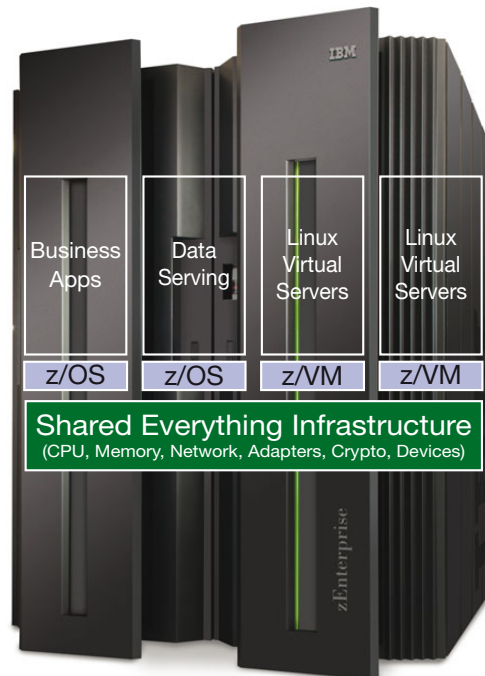 IBM
Business
Apps
Data
Serving
Linux
Virtual
Servers
Linux
Virtual
Servers
z/OS
z/OS
z/VM
z/VM
Shared Everything Infrastructure
(CPU, Memory, Network, Adapters, Crypto, Devices)
zEnterprise